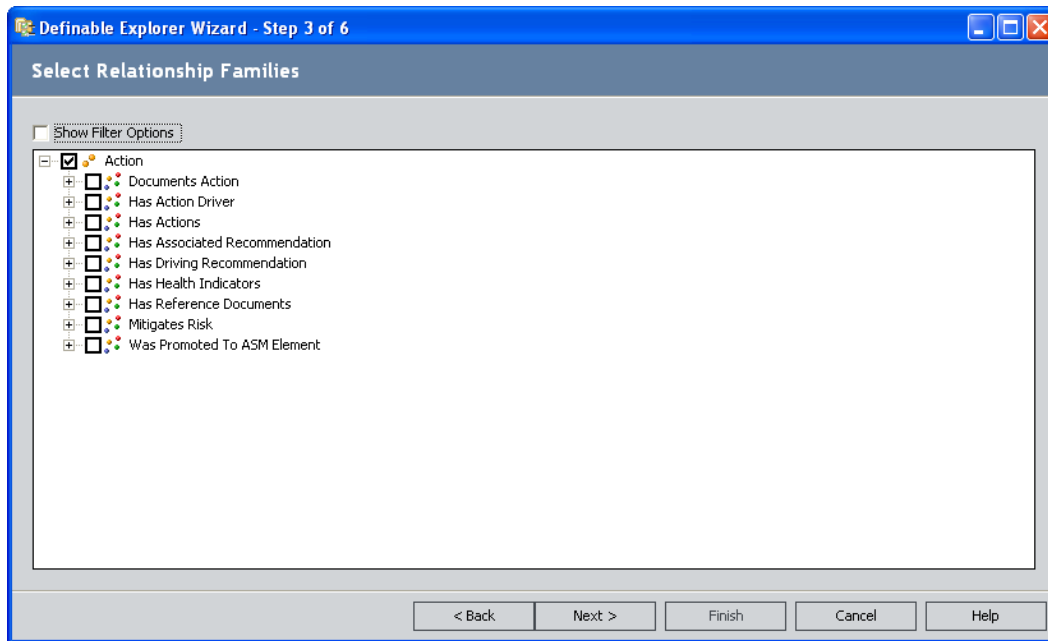 Definable Explorer Wizard - Step 3 of 6
Select Relationship Families
Show Filter Options
Action
Documents Action
Has Action Driver
Has Actions
Has Associated Recommendation
Has Driving Recommendation
Has Health Indicators
Has Reference Documents
Mitigates Risk
Was Promoted To ASM Element
< Back Next > Finish Cancel Help